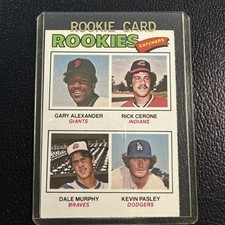 ROOKIE CARD
ROOKIES
CATCHERS
GARY ALEXANDER
GIANTS
RICK CERONE
INDIANS
DALE MURPHY
BRAVES
KEVIN PASLEY
DODGERS